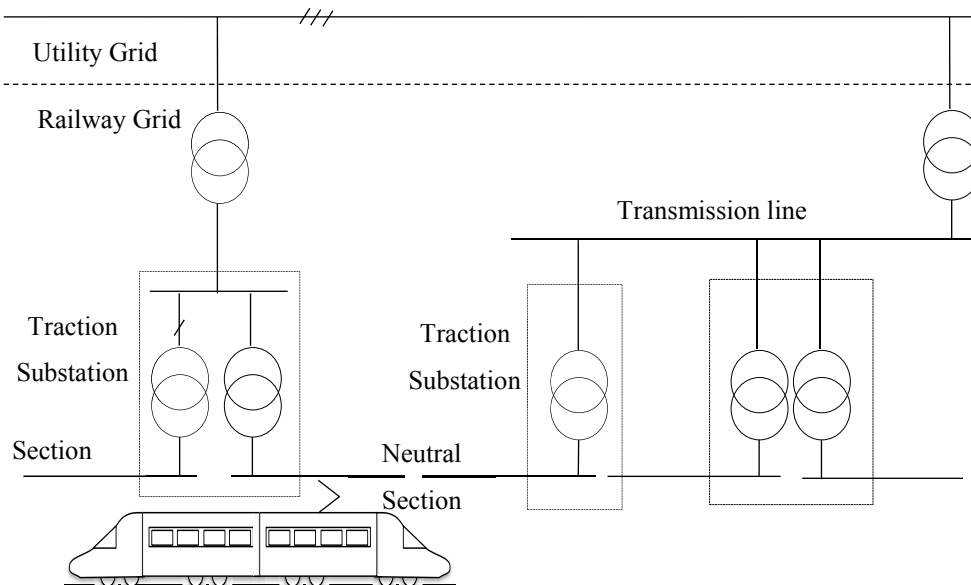 Utility Grid
Railway Grid
Transmission line
Traction
Substation
Traction
Substation
Section
Neutral
Section